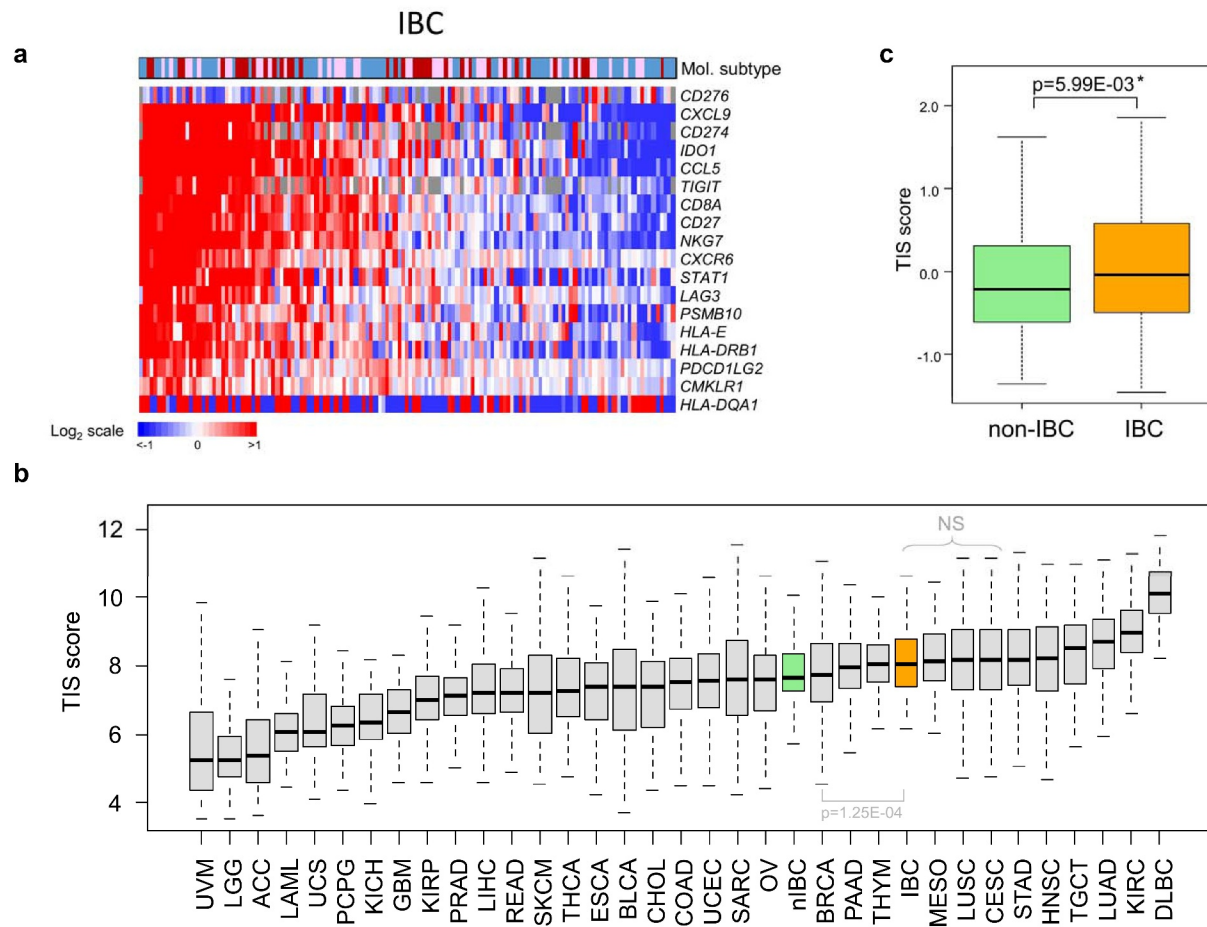 IBC
a
Mol. subtype
CD276
CXCL9
CD274
IDO1
CCL5
TIGIT
CD8A
CD27
NKG7
CXCR6
STAT1
LAG3
PSMB10
HLA-E
HLA-DRB1
PDCD1LG2
CMKLR1
HLA-DQA1
Log2 scale
<-1 0 >1
c
p=5.99E-03*
TIS score
2.0
1.0
0.0
-1.0
non-IBC IBC
b
TIS score
12
10
8
6
4
NS
p=1.25E-04
UVM LGG ACC LAML UCS PCPG KICH GBM KIRP PRAD LIHC READ SKCM THCA ESCA BLCA CHOL COAD UCEC SARC OV nIBC BRCA PAAD THYM IBC MESO LUSC CESC STAD HNSC TGCT LUAD KIRC DLBC